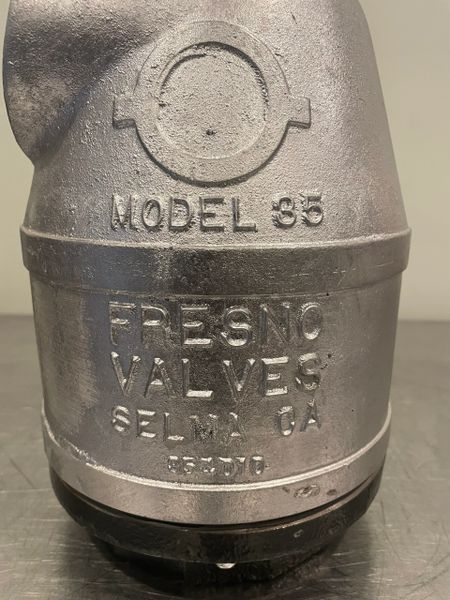 MODEL 35
FRESNO
VALVES
SELMA CA